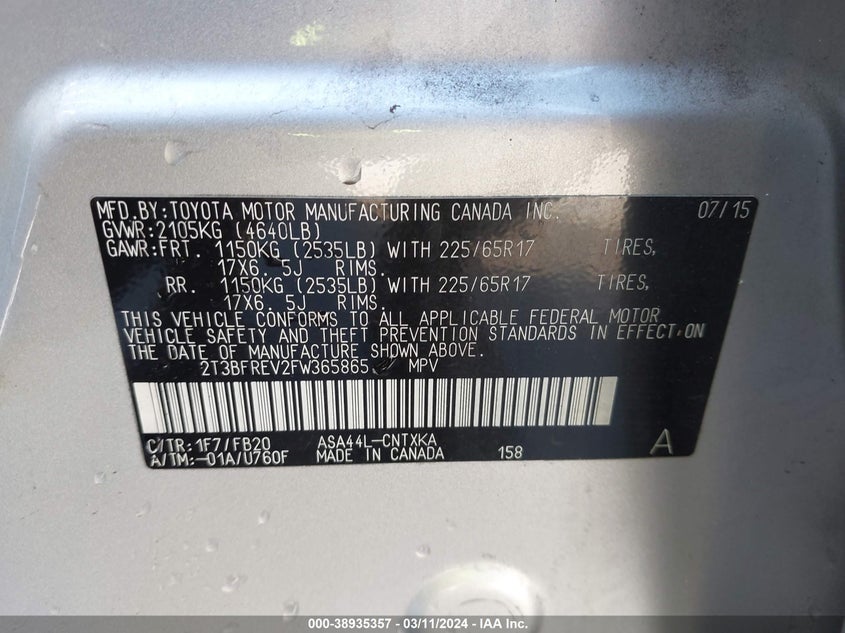 MFD.BY:TOYOTA MOTOR MANUFACTURING CANADA INC. 07/15
GVWR:2105KG (4640LB)
GAWR:FRT. 1150KG (2535LB) WITH 225/65R17 TIRES,
17X6.5J RIMS.
RR. 1150KG (2535LB) WITH 225/65R17 TIRES,
17X6.5J RIMS.
THIS VEHICLE CONFORMS TO ALL APPLICABLE FEDERAL MOTOR
VEHICLE SAFETY AND THEFT PREVENTION STANDARDS IN EFFECT ON
THE DATE OF MANUFACTURE SHOWN ABOVE.
2T3BFREV2FW365865 MPV
C/TR:1F7/FB20 ASA44L-CNTXKA
A/TM:-01A/U760F MADE IN CANADA 158 A
000-38935357 - 03/11/2024 - IAA Inc.